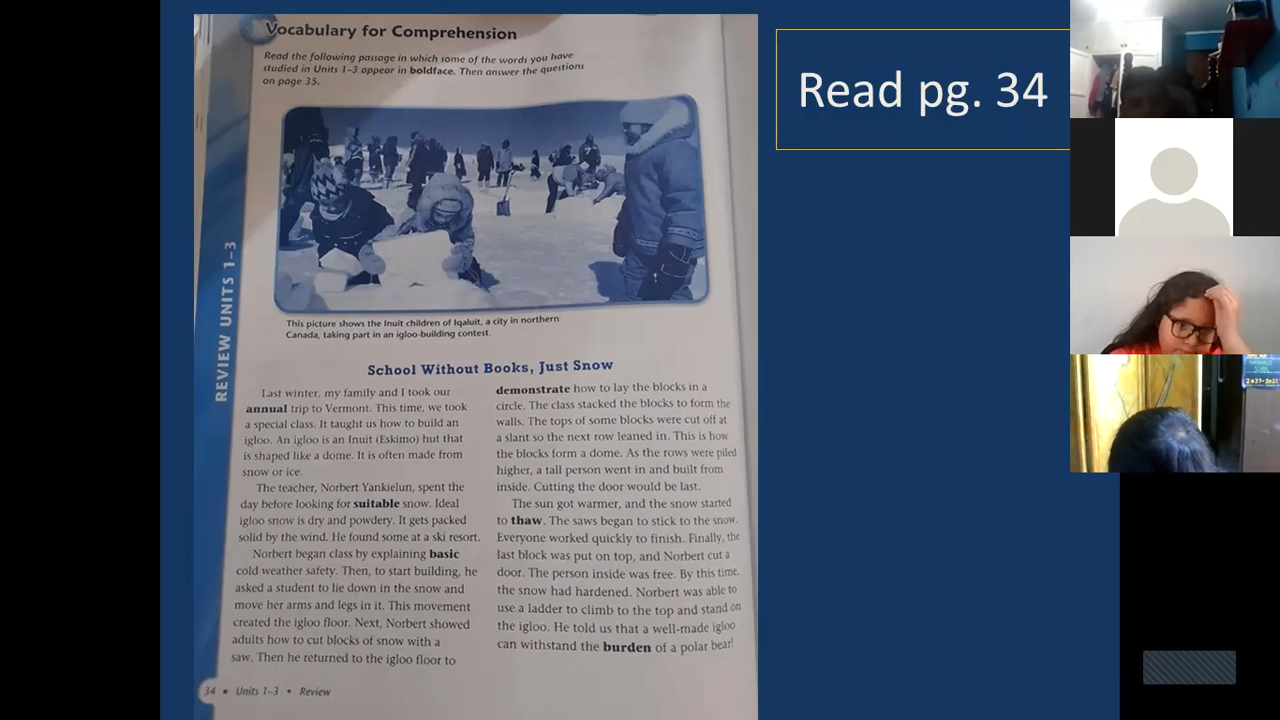 Vocabulary for Comprehension
Read the following passage in which some of the words you have
studied in Units 1–3 appear in boldface. Then answer the questions
on page 35.
Read pg. 34
REVIEW UNITS 1–3
This picture shows the Inuit children of Iqaluit, a city in northern
Canada, taking part in an igloo-building contest.
School Without Books, Just Snow
Last winter, my family and I took our
annual trip to Vermont. This time, we took
a special class. It taught us how to build an
igloo. An igloo is an Inuit (Eskimo) hut that
is shaped like a dome. It is often made from
snow or ice.
The teacher, Norbert Yankielun, spent the
day before looking for suitable snow. Ideal
igloo snow is dry and powdery. It gets packed
solid by the wind. He found some at a ski resort.
Norbert began class by explaining basic
cold weather safety. Then, to start building, he
asked a student to lie down in the snow and
move her arms and legs in it. This movement
created the igloo floor. Next, Norbert showed
adults how to cut blocks of snow with a
saw. Then he returned to the igloo floor to
demonstrate how to lay the blocks in a
circle. The class stacked the blocks to form the
walls. The tops of some blocks were cut off at
a slant so the next row leaned in. This is how
the blocks form a dome. As the rows were piled
higher, a tall person went in and built from
inside. Cutting the door would be last.
The sun got warmer, and the snow started
to thaw. The saws began to stick to the snow.
Everyone worked quickly to finish. Finally, the
last block was put on top, and Norbert cut a
door. The person inside was free. By this time,
the snow had hardened. Norbert was able to
use a ladder to climb to the top and stand on
the igloo. He told us that a well-made igloo
can withstand the burden of a polar bear!
34 • Units 1–3 • Review